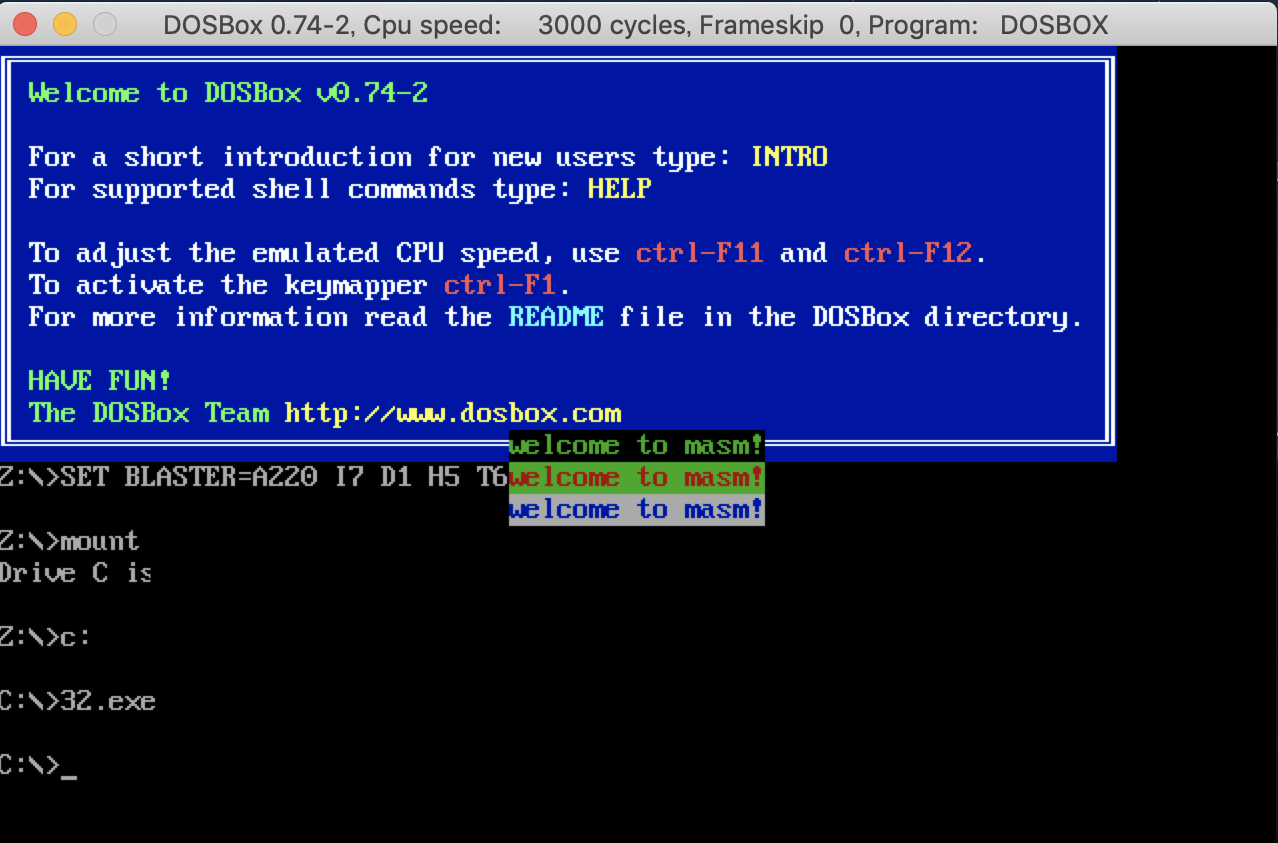 DOSBox 0.74-2, Cpu speed: 3000 cycles, Frameskip 0, Program: DOSBOX
Welcome to DOSBox v0.74-2
For a short introduction for new users type: INTRO
For supported shell commands type: HELP
To adjust the emulated CPU speed, use ctrl-F11 and ctrl-F12.
To activate the keymapper ctrl-F1.
For more information read the README file in the DOSBox directory.
HAVE FUN!
The DOSBox Team http://www.dosbox.com
welcome to masm!
Z:\>SET BLASTER=A220 I7 D1 H5 T6
welcome to masm!
welcome to masm!
Z:\>mount
Drive C is
Z:\>c:
C:\>32.exe
C:\>_